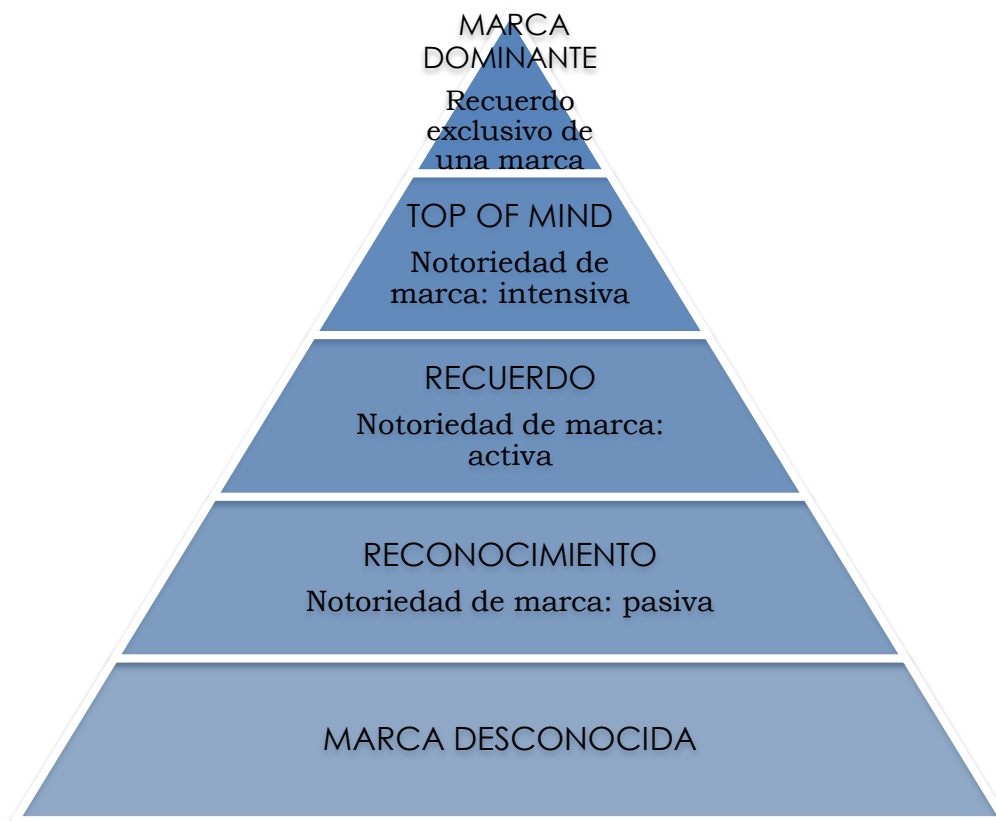 MARCA
DOMINANTE
Recuerdo
exclusivo de
una marca
TOP OF MIND
Notoriedad de
marca: intensiva
RECUERDO
Notoriedad de marca:
activa
RECONOCIMIENTO
Notoriedad de marca: pasiva
MARCA DESCONOCIDA